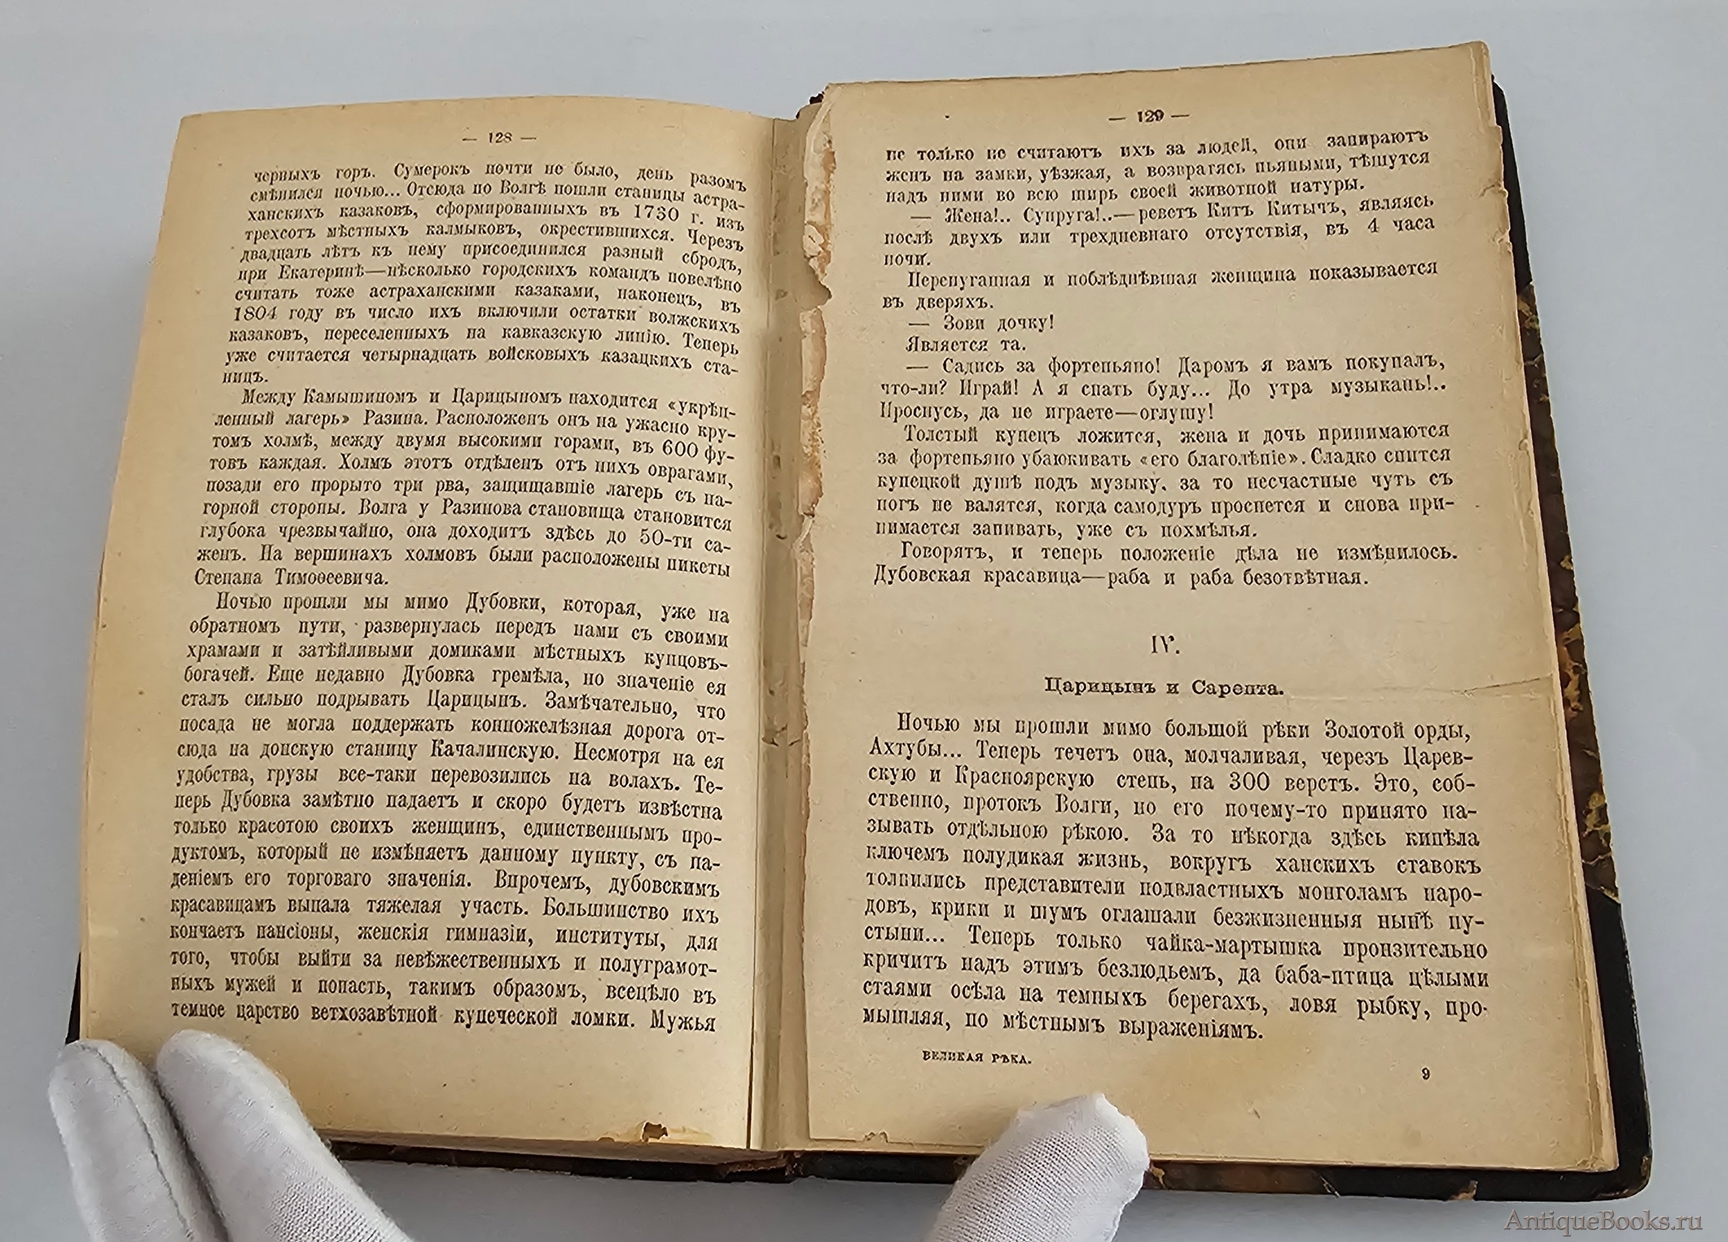 — 128 —
черныхъ горъ. Сумерокъ почти не было, день разомъ
смѣнился ночью... Отсюда по Волгѣ пошли станицы астра-
ханскихъ казаковъ, сформированныхъ въ 1730 г. изъ
трехсотъ мѣстныхъ калмыковъ, окрестившихся. Черезъ
двадцать лѣтъ къ нему присоединился разный сбродъ,
при Екатеринѣ—нѣсколько городскихъ командъ повелѣно
считать тоже астраханскими казаками, наконецъ, въ
1804 году въ число ихъ включили остатки волжскихъ
казаковъ, переселенныхъ на кавказскую линію. Теперь
уже считается четырнадцать войсковыхъ казацкихъ ста-
ницъ.
Между Камышиномъ и Царицыномъ находится «укрѣп-
ленный лагерь» Разина. Расположенъ онъ на ужасно кру-
томъ холмѣ, между двумя высокими горами, въ 600 фу-
товъ каждая. Холмъ этотъ отдѣленъ отъ нихъ оврагами,
позади его прорыто три рва, защищавшіе лагерь съ на-
горной стороны. Волга у Разинова становища становится
глубока чрезвычайно, она доходитъ здѣсь до 50-ти са-
женъ. На вершинахъ холмовъ были расположены пикеты
Степана Тимоѳеевича.
Ночью прошли мы мимо Дубовки, которая, уже на
обратномъ пути, развернулась передъ нами съ своими
храмами и затѣйливыми домиками мѣстныхъ купцовъ-
богачей. Еще недавно Дубовка гремѣла, но значеніе ея
сталъ сильно подрывать Царицынъ. Замѣчательно, что
посада не могла поддержать конножелѣзная дорога от-
сюда на донскую станицу Качалинскую. Несмотря на ея
удобства, грузы все-таки перевозились на волахъ. Те-
перь Дубовка замѣтно падаетъ и скоро будетъ извѣстна
только красотою своихъ женщинъ, единственнымъ про-
дуктомъ, который не измѣняетъ данному пункту, съ па-
деніемъ его торговаго значенія. Впрочемъ, дубовскимъ
красавицамъ выпала тяжелая участь. Большинство ихъ
кончаетъ пансіоны, женскія гимназіи, институты, для
того, чтобы выйти за невѣжественныхъ и полуграмот-
ныхъ мужей и попасть, такимъ образомъ, всецѣло въ
темное царство ветхозавѣтной купеческой ломки. Мужья
— 129 —
не только не считаютъ ихъ за людей, они запираютъ
женъ на замки, уѣзжая, а возвратясь пьяными, тѣшутся
надъ ними во всю ширь своей животной натуры.
— Жена!.. Супруга!..—реветъ Китъ Китычъ, являясь
послѣ двухъ или трехдневнаго отсутствія, въ 4 часа
ночи.
Перепуганная и поблѣднѣвшая женщина показывается
въ дверяхъ.
— Зови дочку!
Является та.
— Садись за фортепьяно! Даромъ я вамъ покупалъ,
что-ли? Играй! А я спать буду... До утра музыкань!..
Проснусь, да не играете—оглушу!
Толстый купецъ ложится, жена и дочь принимаются
за фортепьяно убаюкивать «его благолѣпіе». Сладко спится
купецкой душѣ подъ музыку. за то несчастные чуть съ
ногъ не валятся, когда самодуръ проспется и снова при-
нимается запивать, уже съ похмѣлья.
Говорятъ, и теперь положеніе дѣла не измѣнилось.
Дубовская красавица—раба и раба безотвѣтная.
IV.
Царицынъ и Сарепта.
Ночью мы прошли мимо большой рѣки Золотой орды,
Ахтубы... Теперь течетъ она, молчаливая, черезъ Царев-
скую и Красноярскую степь, на 300 верстъ. Это, соб-
ственно, протокъ Волги, но его почему-то принято на-
зывать отдѣльною рѣкою. За то нѣкогда здѣсь кипѣла
ключемъ полудикая жизнь, вокругъ ханскихъ ставокъ
толпились представители подвластныхъ монголамъ наро-
довъ, крики и шумъ оглашали безжизненныя нынѣ пу-
стыни... Теперь только чайка-мартышка пронзительно
кричитъ надъ этимъ безлюдьемъ, да баба-птица цѣлыми
стаями осѣла на темныхъ берегахъ, ловя рыбку, про-
мышляя, по мѣстнымъ выраженіямъ.
ВЕЛИКАЯ РѢКА.
9
AntiqueBooks.ru